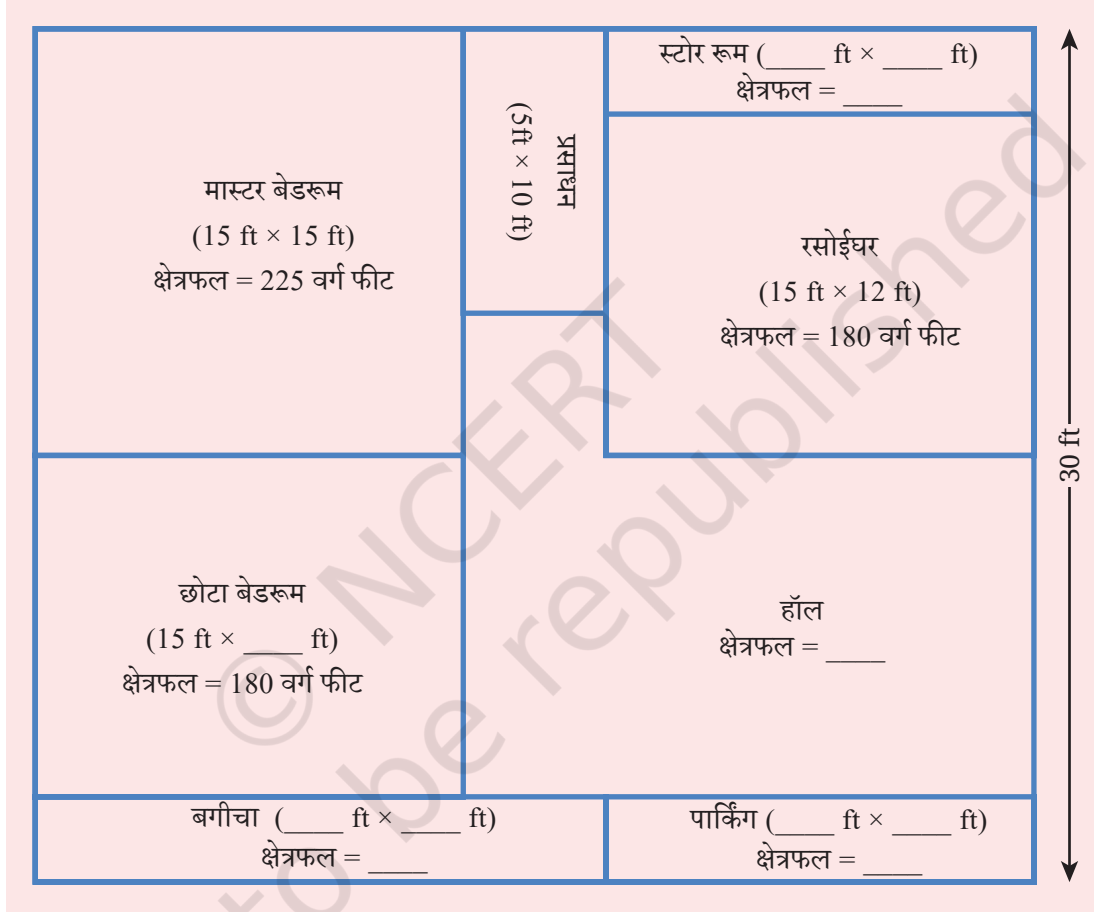 मास्टर बेडरूम
(15 ft × 15 ft)
क्षेत्रफल = 225 वर्ग फीट
प्रसाधन
(5ft × 10 ft)
स्टोर रूम (____ ft × ____ ft)
क्षेत्रफल = ____
रसोईघर
(15 ft × 12 ft)
क्षेत्रफल = 180 वर्ग फीट
30 ft
छोटा बेडरूम
(15 ft × ____ ft)
क्षेत्रफल = 180 वर्ग फीट
हॉल
क्षेत्रफल = ____
बगीचा (____ ft × ____ ft)
क्षेत्रफल = ____
पार्किंग (____ ft × ____ ft)
क्षेत्रफल = ____
© NCERT
to be republished